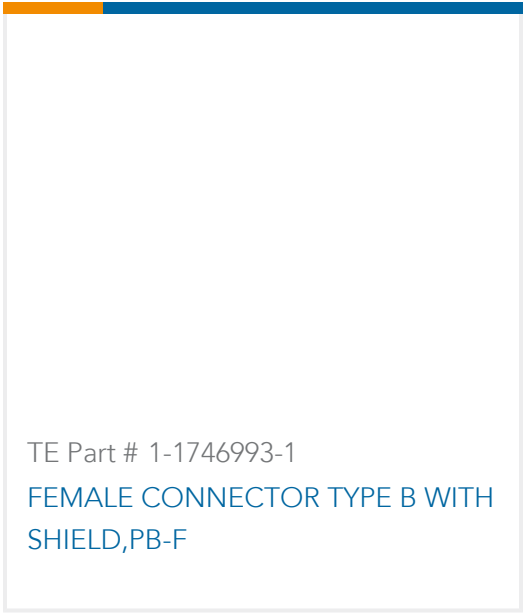 TE Part # 1-1746993-1
FEMALE CONNECTOR TYPE B WITH
SHIELD,PB-F